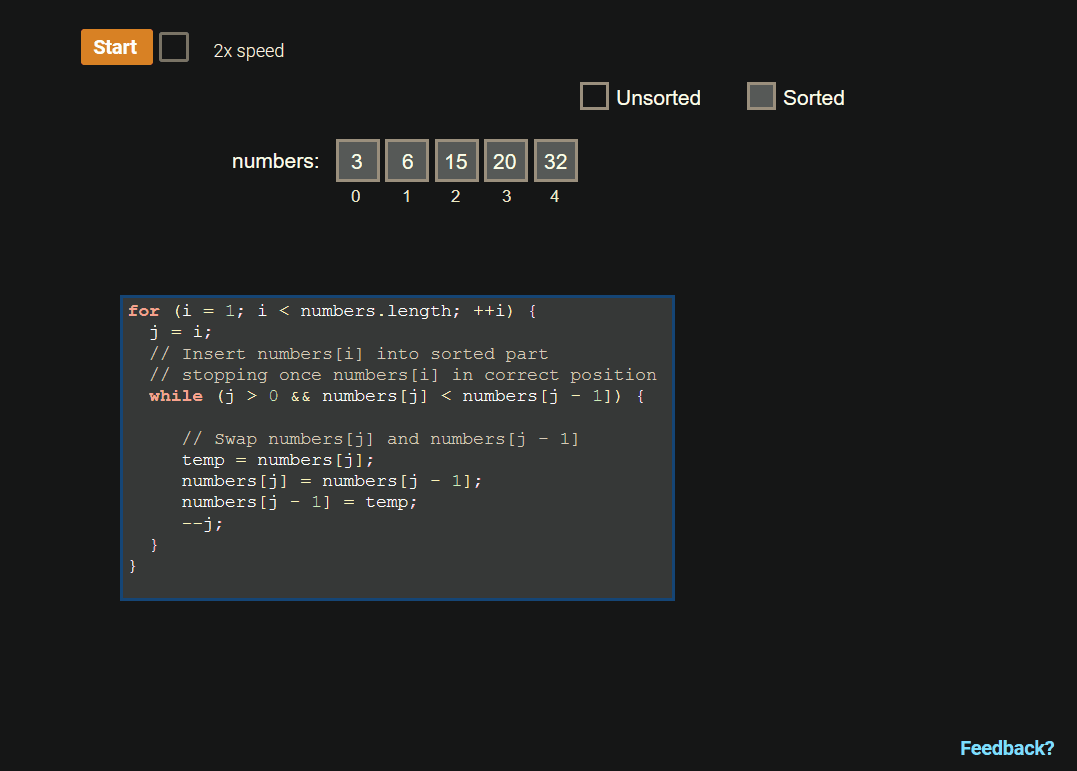 Start 2x speed
Unsorted Sorted
numbers: 3 6 15 20 32
0 1 2 3 4
for (i = 1; i < numbers.length; ++i) {
j = i;
// Insert numbers[i] into sorted part
// stopping once numbers[i] in correct position
while (j > 0 && numbers[j] < numbers[j - 1]) {
// Swap numbers[j] and numbers[j - 1]
temp = numbers[j];
numbers[j] = numbers[j - 1];
numbers[j - 1] = temp;
--j;
}
}
Feedback?